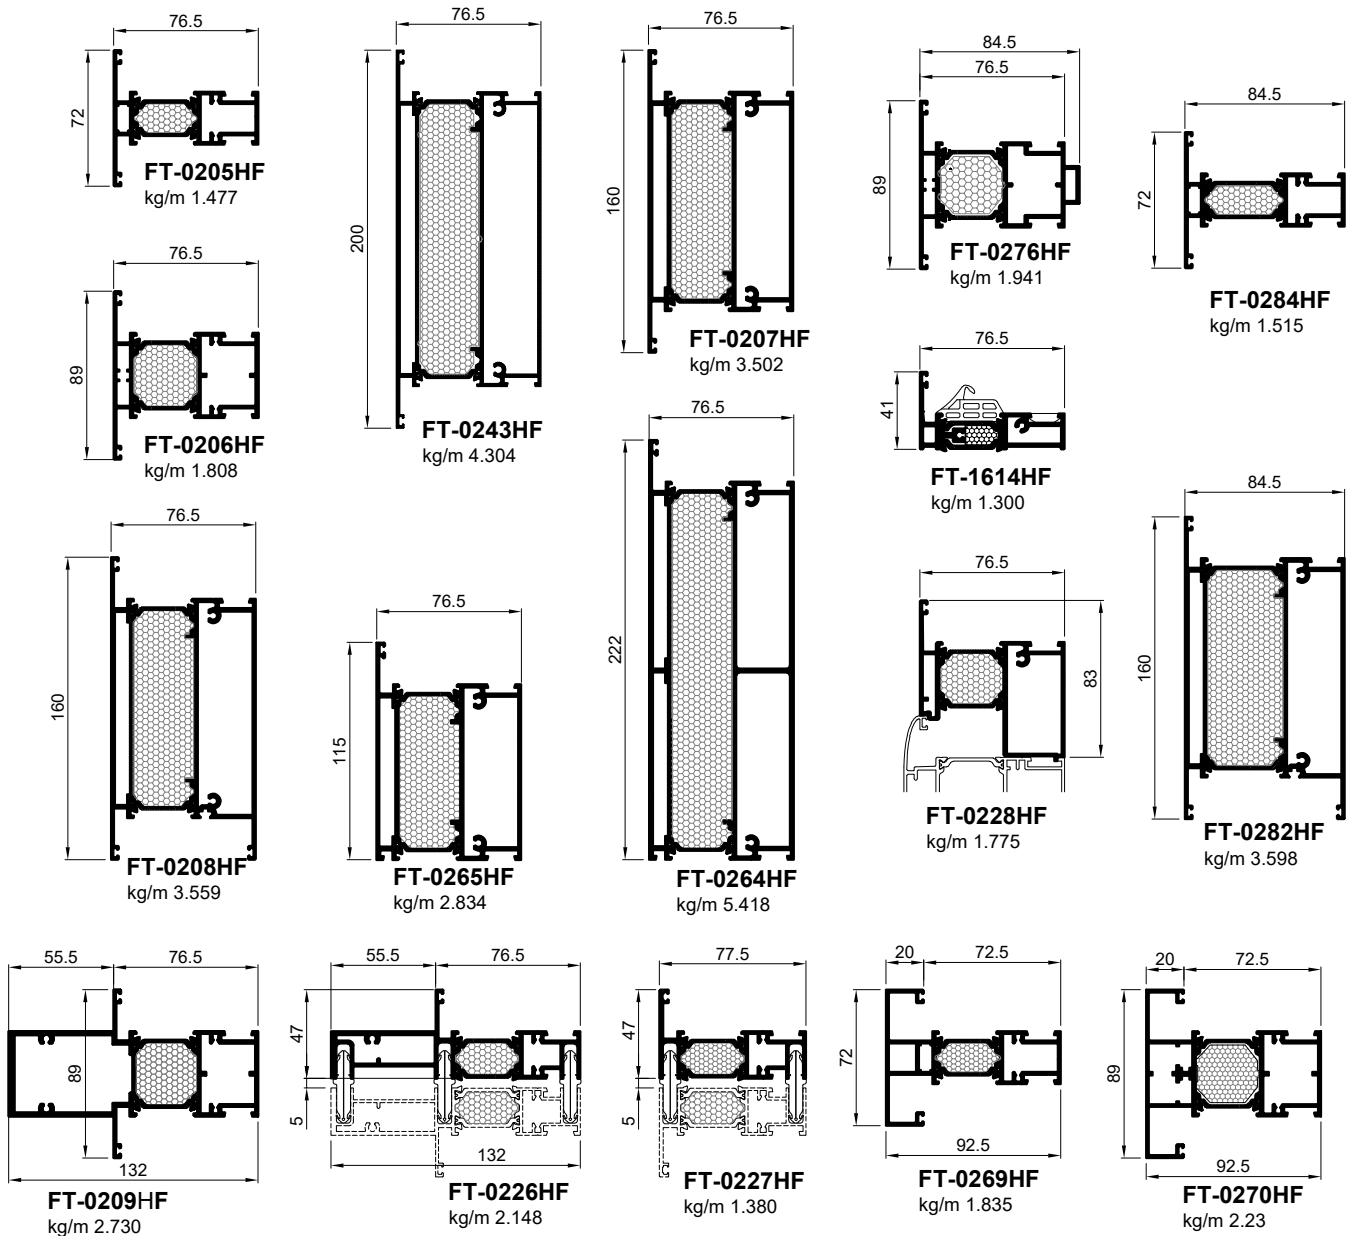 76.5
72
FT-0205HF
kg/m 1.477
76.5
200
FT-0243HF
kg/m 4.304
76.5
160
FT-0207HF
kg/m 3.502
84.5
76.5
89
FT-0276HF
kg/m 1.941
84.5
72
FT-0284HF
kg/m 1.515
76.5
89
FT-0206HF
kg/m 1.808
76.5
41
FT-1614HF
kg/m 1.300
76.5
160
FT-0208HF
kg/m 3.559
76.5
115
FT-0265HF
kg/m 2.834
76.5
222
FT-0264HF
kg/m 5.418
76.5
83
FT-0228HF
kg/m 1.775
84.5
160
FT-0282HF
kg/m 3.598
55.5
76.5
89
132
FT-0209HF
kg/m 2.730
55.5
76.5
47
5
132
FT-0226HF
kg/m 2.148
77.5
47
5
FT-0227HF
kg/m 1.380
20
72.5
72
92.5
FT-0269HF
kg/m 1.835
20
72.5
89
92.5
FT-0270HF
kg/m 2.23